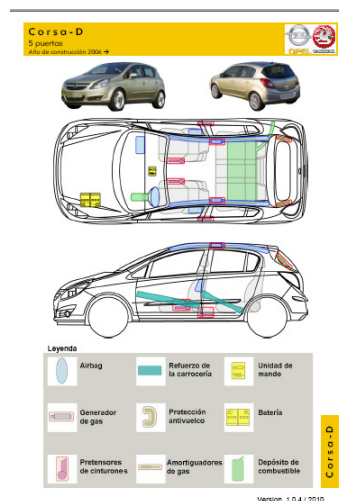 Corsa-D
5 puertas
Año de construcción 2006 →
OPEL
Leyenda
Airbag
Refuerzo de
la carrocería
Unidad de
mando
Generador
de gas
Protección
antivuelco
Batería
Pretensores
de cinturones
Amortiguadores
de gas
Depósito de
combustible
Corsa-D
Version 1.0.4 / 2010